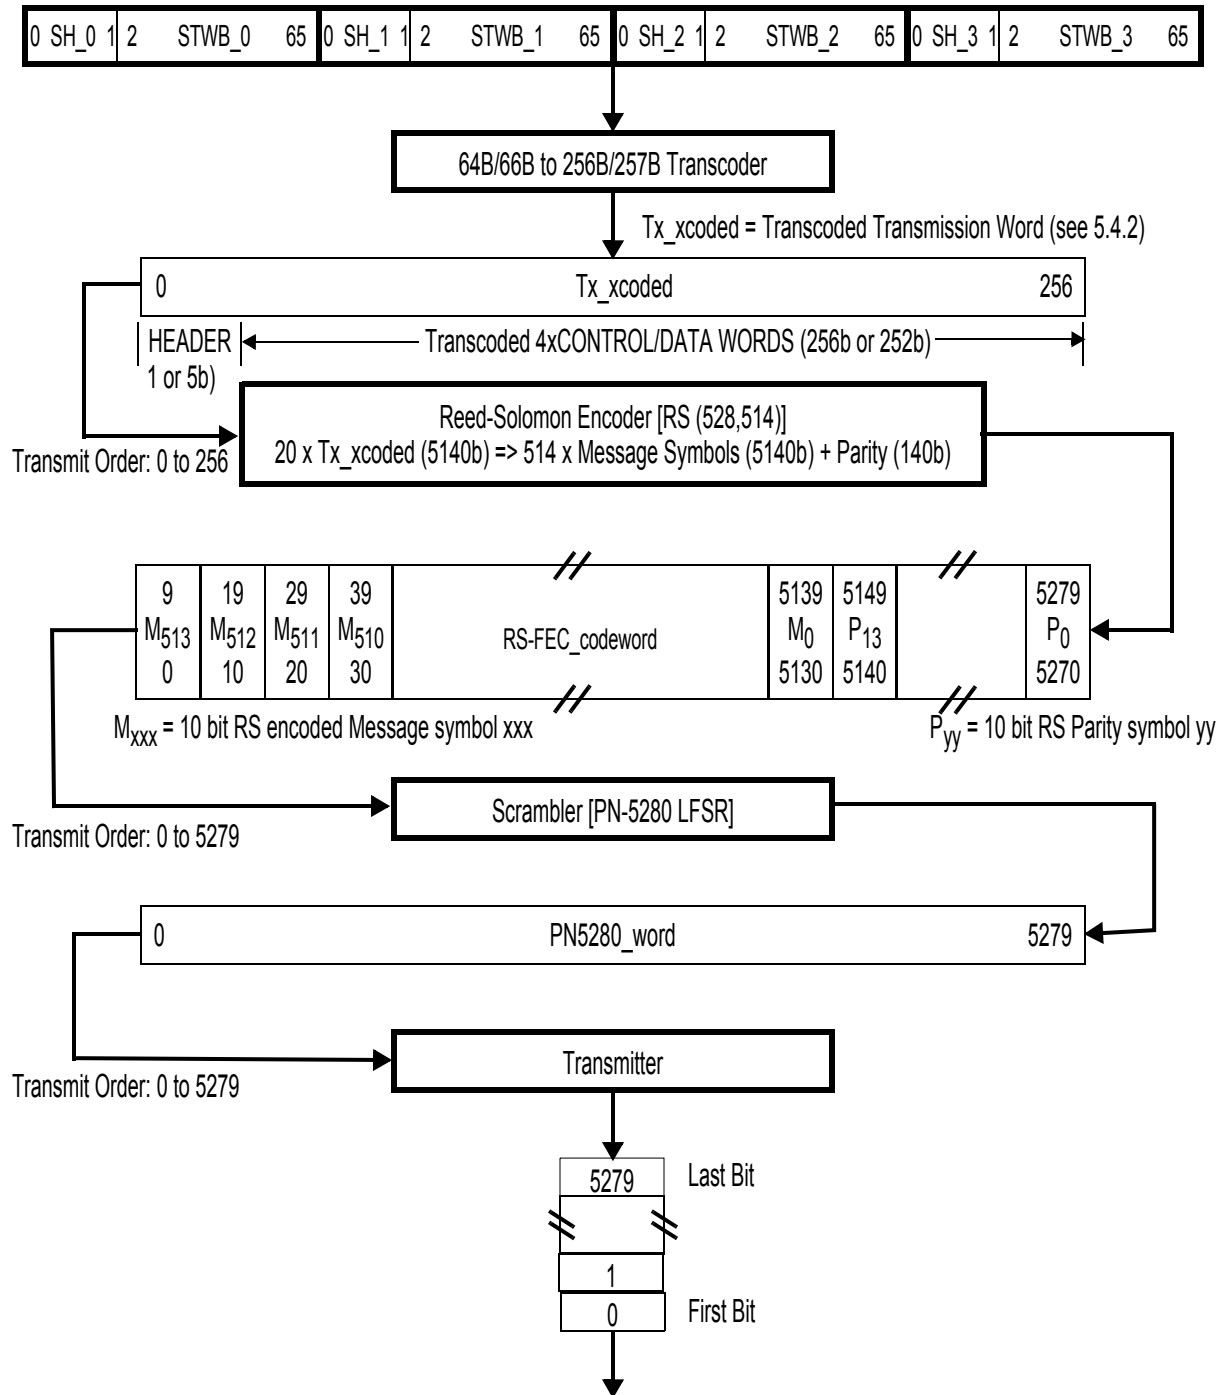 0 SH_0 1 2 STWB_0 65 0 SH_1 1 2 STWB_1 65 0 SH_2 1 2 STWB_2 65 0 SH_3 1 2 STWB_3 65
64B/66B to 256B/257B Transcoder
Tx_xcoded = Transcoded Transmission Word (see 5.4.2)
0 Tx_xcoded 256
HEADER Transcoded 4xCONTROL/DATA WORDS (256b or 252b)
1 or 5b)
Reed-Solomon Encoder [RS (528,514)]
20 x Tx_xcoded (5140b) => 514 x Message Symbols (5140b) + Parity (140b)
Transmit Order: 0 to 256
9 19 29 39 5139 5149 5279
M513 M512 M511 M510 RS-FEC_codeword M0 P13 P0
0 10 20 30 5130 5140 5270
Mxxx = 10 bit RS encoded Message symbol xxx
Pyy = 10 bit RS Parity symbol yy
Scrambler [PN-5280 LFSR]
Transmit Order: 0 to 5279
0 PN5280_word 5279
Transmitter
Transmit Order: 0 to 5279
5279 Last Bit
1
0 First Bit